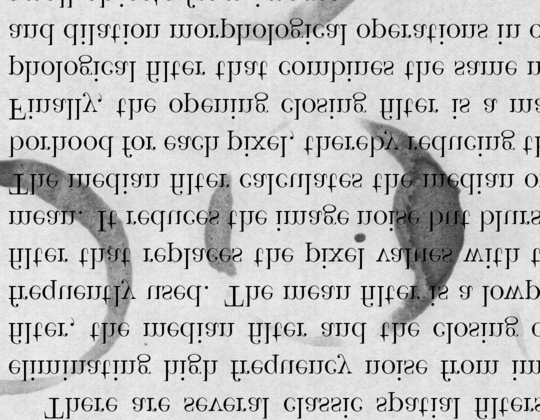 There are several classic spatial filters
eliminating high frequency noise from im
filter, the median filter and the closing o
frequently used. The mean filter is a lowp
filter that replaces the pixel values with t
mean. It reduces the image noise but blurs
The median filter calculates the median o
borhood for each pixel, thereby reducing th
Finally, the opening closing filter is a ma
phological filter that combines the same n
and dilation morphological operations in o